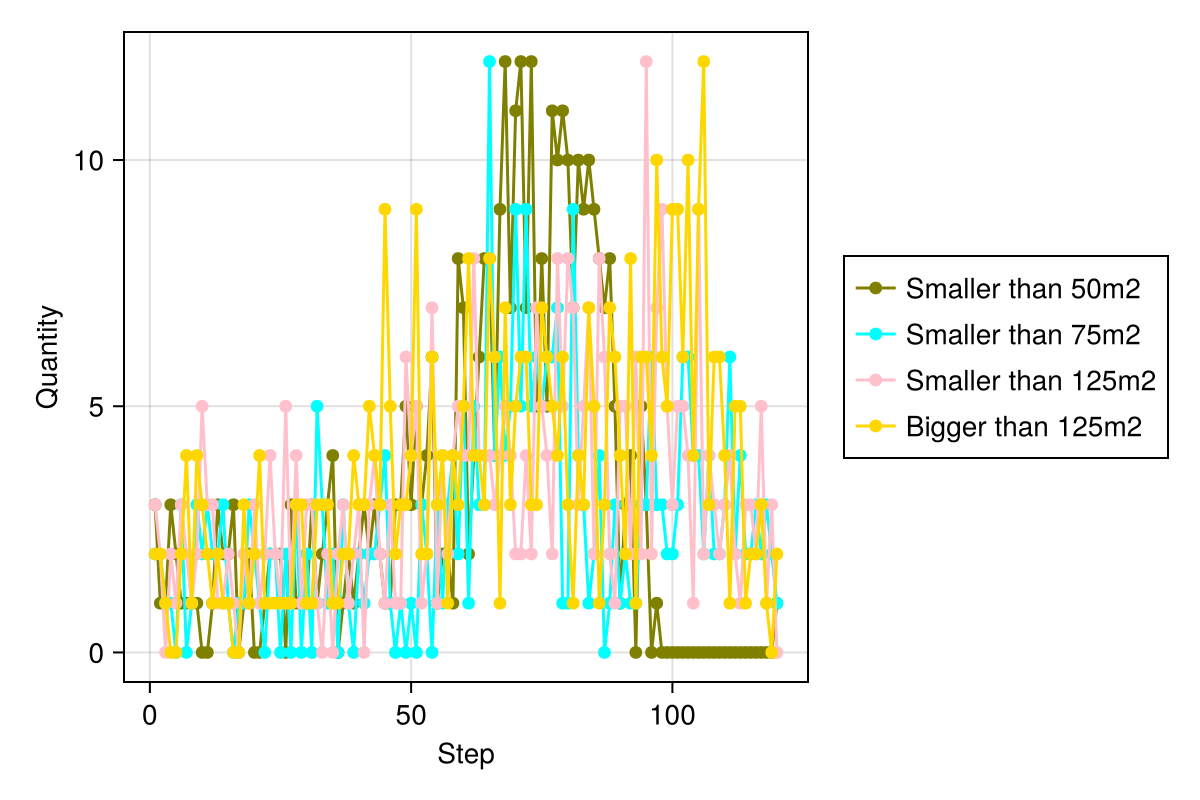 10
5
0
Quantity
0
50
100
Step
Smaller than 50m2
Smaller than 75m2
Smaller than 125m2
Bigger than 125m2